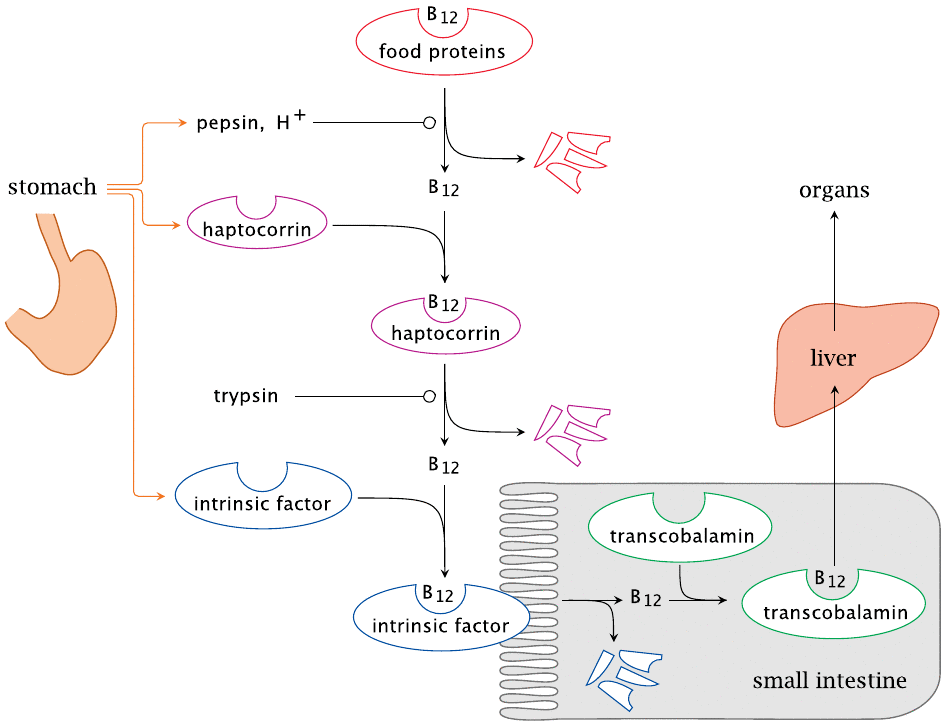 B12
food proteins
pepsin, H+
stomach
B12
organs
haptocorrin
B12
haptocorrin
liver
trypsin
B12
intrinsic factor
transcobalamin
B12
intrinsic factor
B12
B12
transcobalamin
small intestine